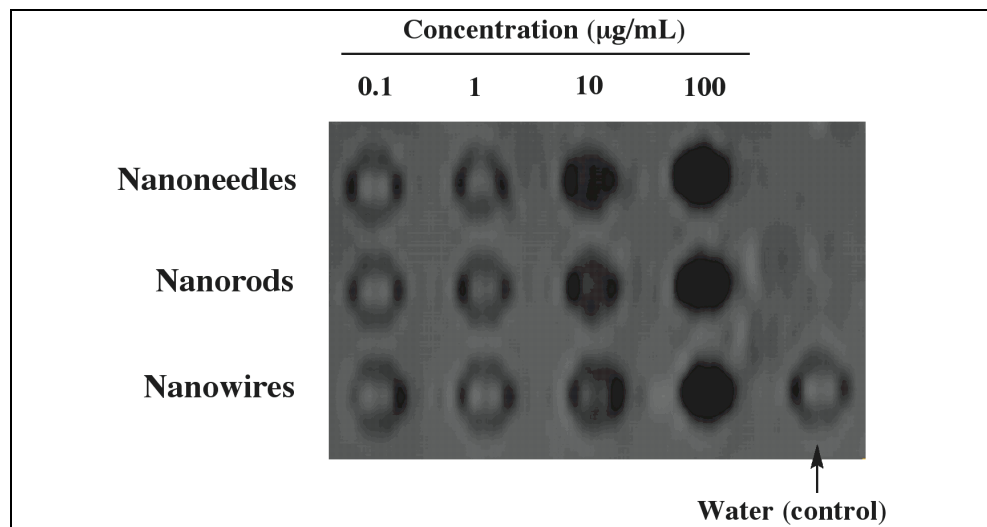 Concentration (µg/mL)
0.1 1 10 100
Nanoneedles
Nanorods
Nanowires
Water (control)